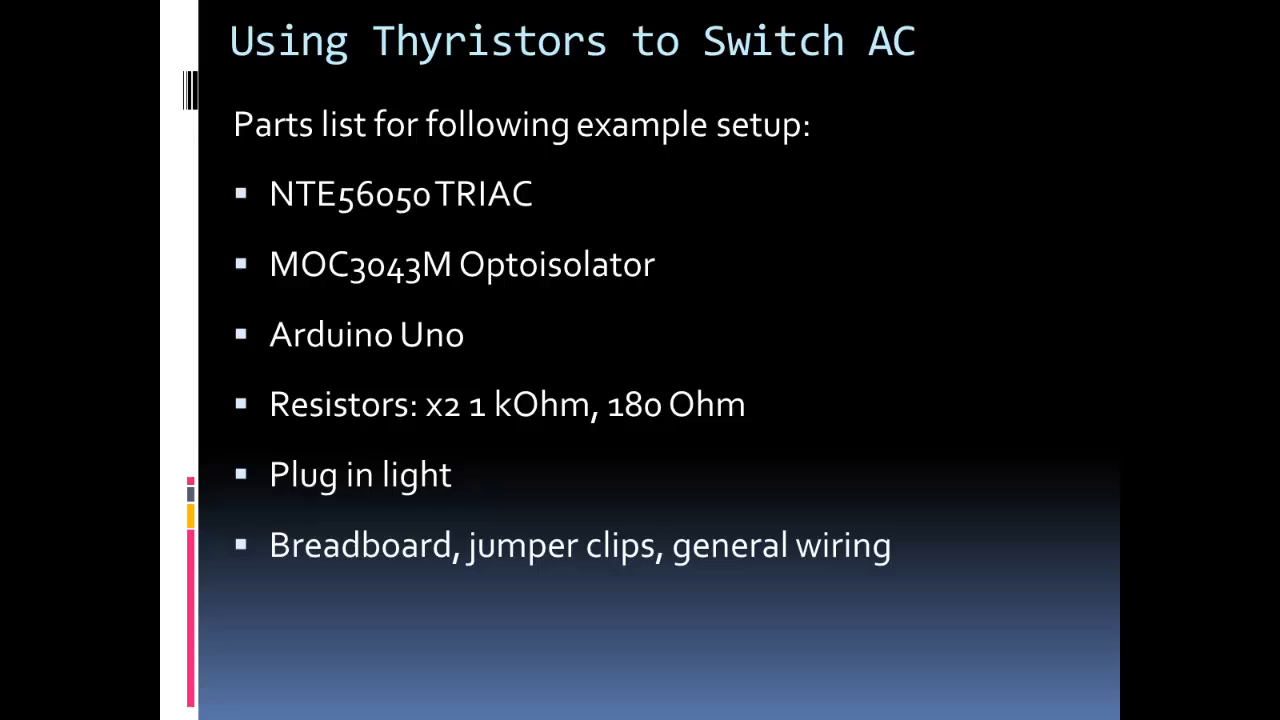 Using Thyristors to Switch AC
Parts list for following example setup:
▪ NTE56050 TRIAC
▪ MOC3043M Optoisolator
▪ Arduino Uno
▪ Resistors: x2 1 kOhm, 180 Ohm
▪ Plug in light
▪ Breadboard, jumper clips, general wiring